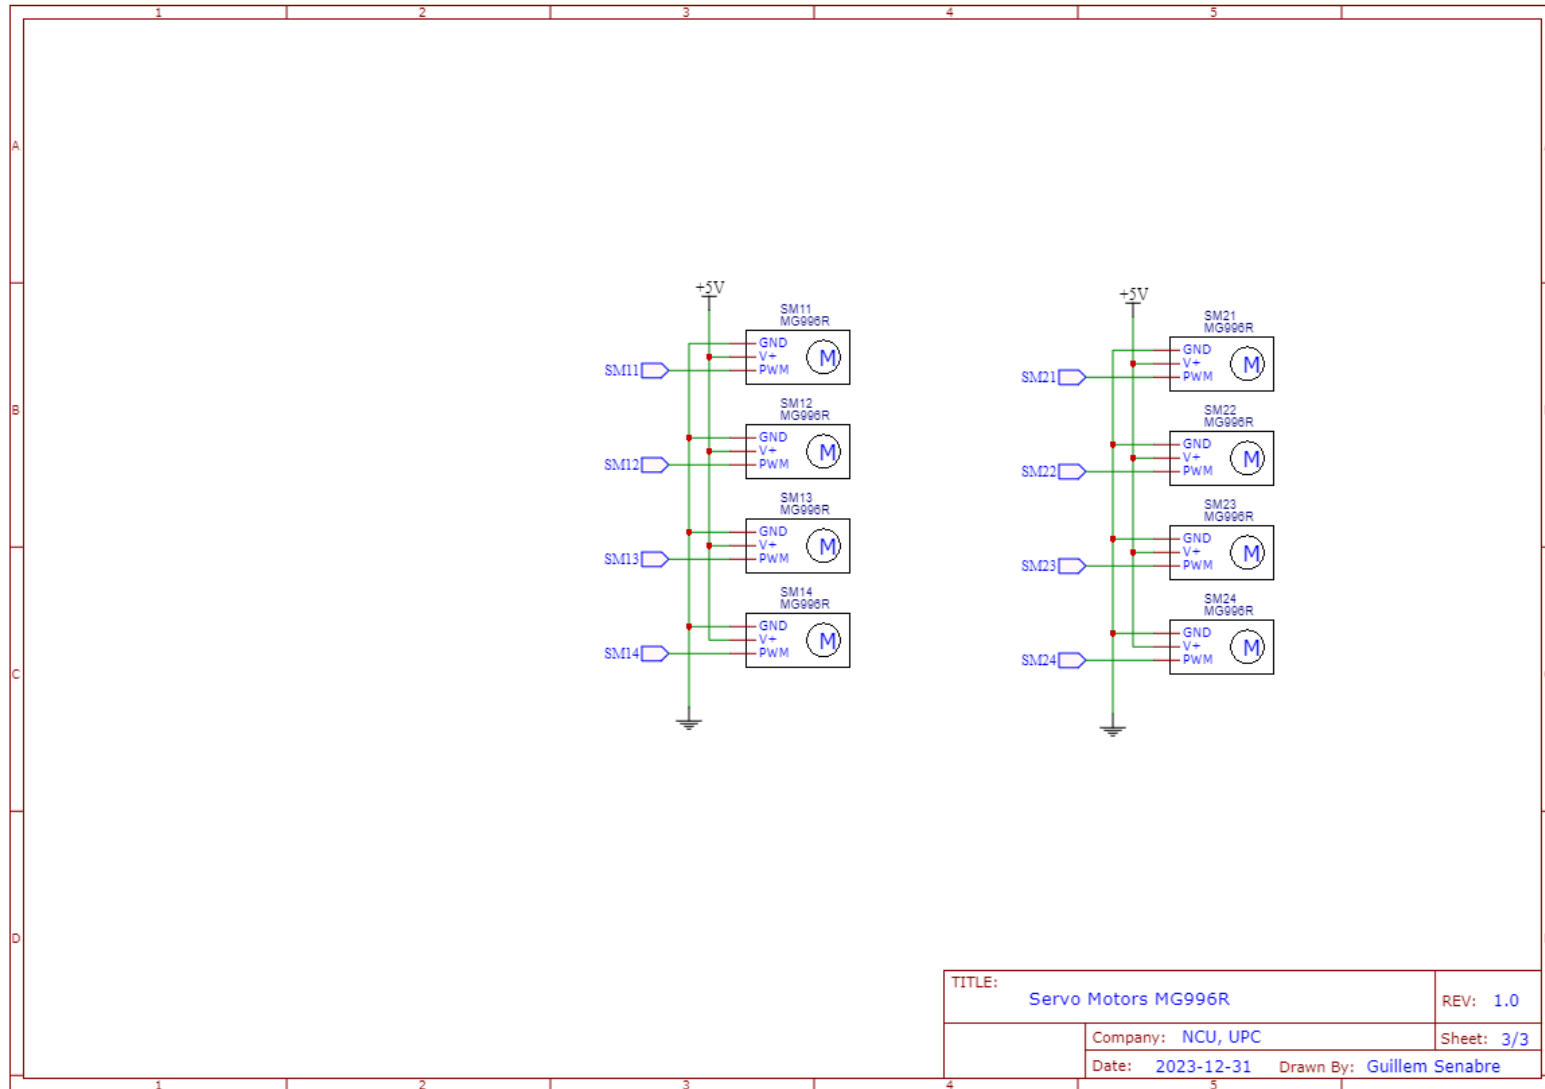 1 2 3 4 5
A
B
C
D
+5V
SM11
MG996R
GND
V+
PWM
M
SM11
SM12
MG996R
GND
V+
PWM
M
SM12
SM13
MG996R
GND
V+
PWM
M
SM13
SM14
MG996R
GND
V+
PWM
M
SM14
+5V
SM21
MG996R
GND
V+
PWM
M
SM21
SM22
MG996R
GND
V+
PWM
M
SM22
SM23
MG996R
GND
V+
PWM
M
SM23
SM24
MG996R
GND
V+
PWM
M
SM24
TITLE:
Servo Motors MG996R
REV: 1.0
Company: NCU, UPC
Sheet: 3/3
Date: 2023-12-31 Drawn By: Guillem Senabre
1 2 3 4 5